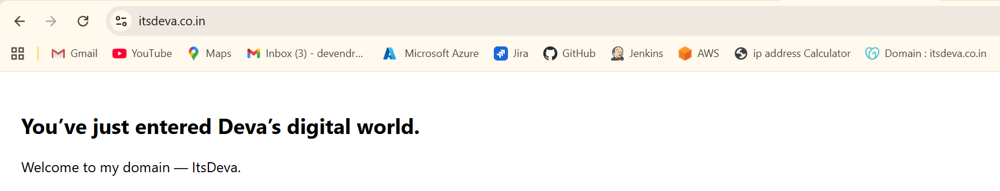 itsdeva.co.in
Gmail YouTube Maps Inbox (3) - devendr... Microsoft Azure Jira GitHub Jenkins AWS ip address Calculator Domain : itsdeva.co.in
You’ve just entered Deva’s digital world.
Welcome to my domain — ItsDeva.